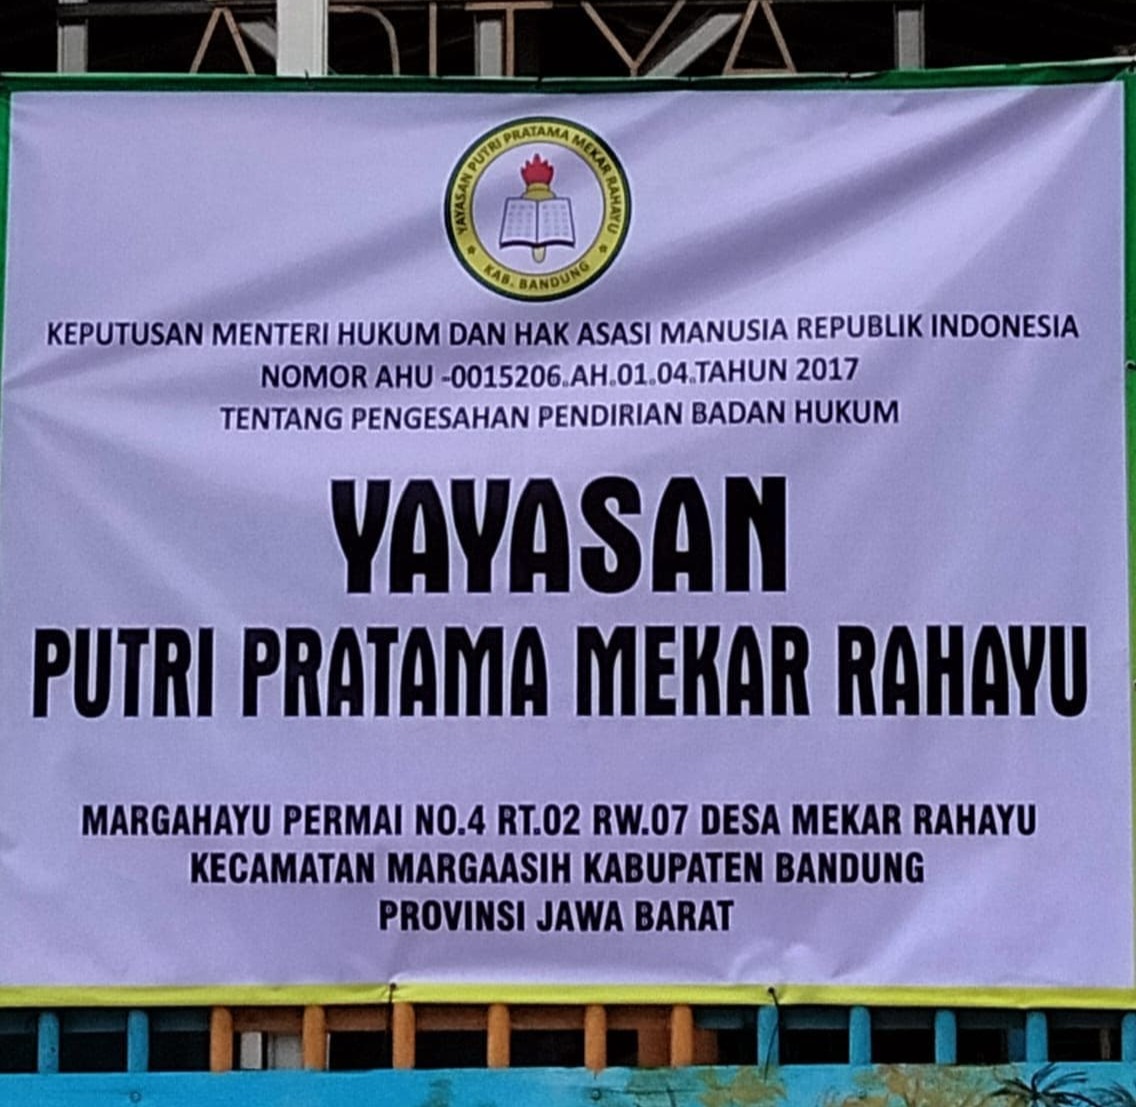 ADITYA
YAYASAN PUTRI PRATAMA MEKAR RAHAYU
KAB. BANDUNG
KEPUTUSAN MENTERI HUKUM DAN HAK ASASI MANUSIA REPUBLIK INDONESIA
NOMOR AHU -0015206.AH.01.04.TAHUN 2017
TENTANG PENGESAHAN PENDIRIAN BADAN HUKUM
YAYASAN
PUTRI PRATAMA MEKAR RAHAYU
MARGAHAYU PERMAI NO.4 RT.02 RW.07 DESA MEKAR RAHAYU
KECAMATAN MARGAASIH KABUPATEN BANDUNG
PROVINSI JAWA BARAT